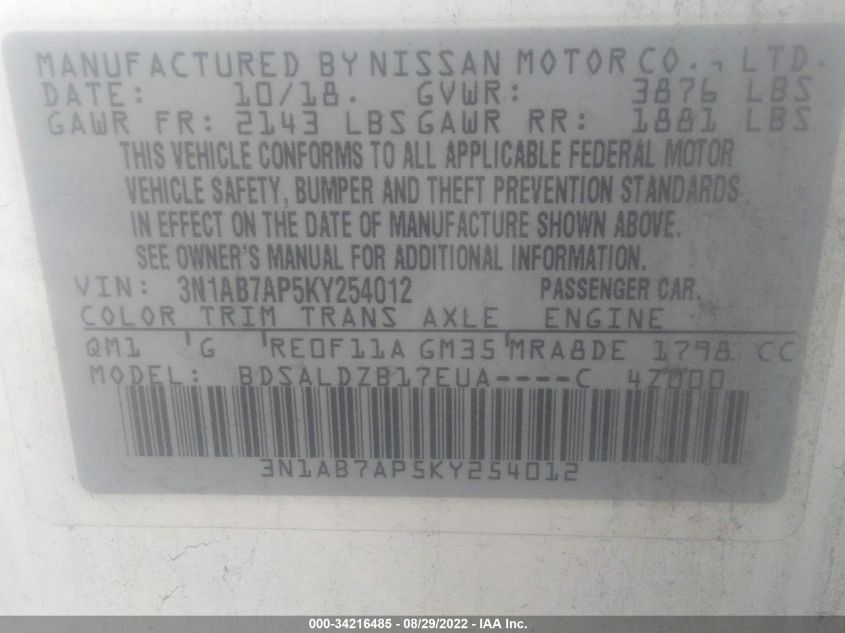 MANUFACTURED BY NISSAN MOTOR CO., LTD.
DATE: 10/18. GVWR: 3876 LBS
GAWR FR: 2143 LBS GAWR RR: 1881 LBS
THIS VEHICLE CONFORMS TO ALL APPLICABLE FEDERAL MOTOR
VEHICLE SAFETY, BUMPER AND THEFT PREVENTION STANDARDS
IN EFFECT ON THE DATE OF MANUFACTURE SHOWN ABOVE.
SEE OWNER'S MANUAL FOR ADDITIONAL INFORMATION.
VIN: 3N1AB7AP5KY254012 PASSENGER CAR.
COLOR TRIM TRANS AXLE ENGINE
QM1 'G 'RE0F11A GM35 'MRA8DE 1798 CC
MODEL: BDSALDZB17EUA----C 4Z000
3N1AB7AP5KY254012
000-34216485 - 08/29/2022 - IAA Inc.